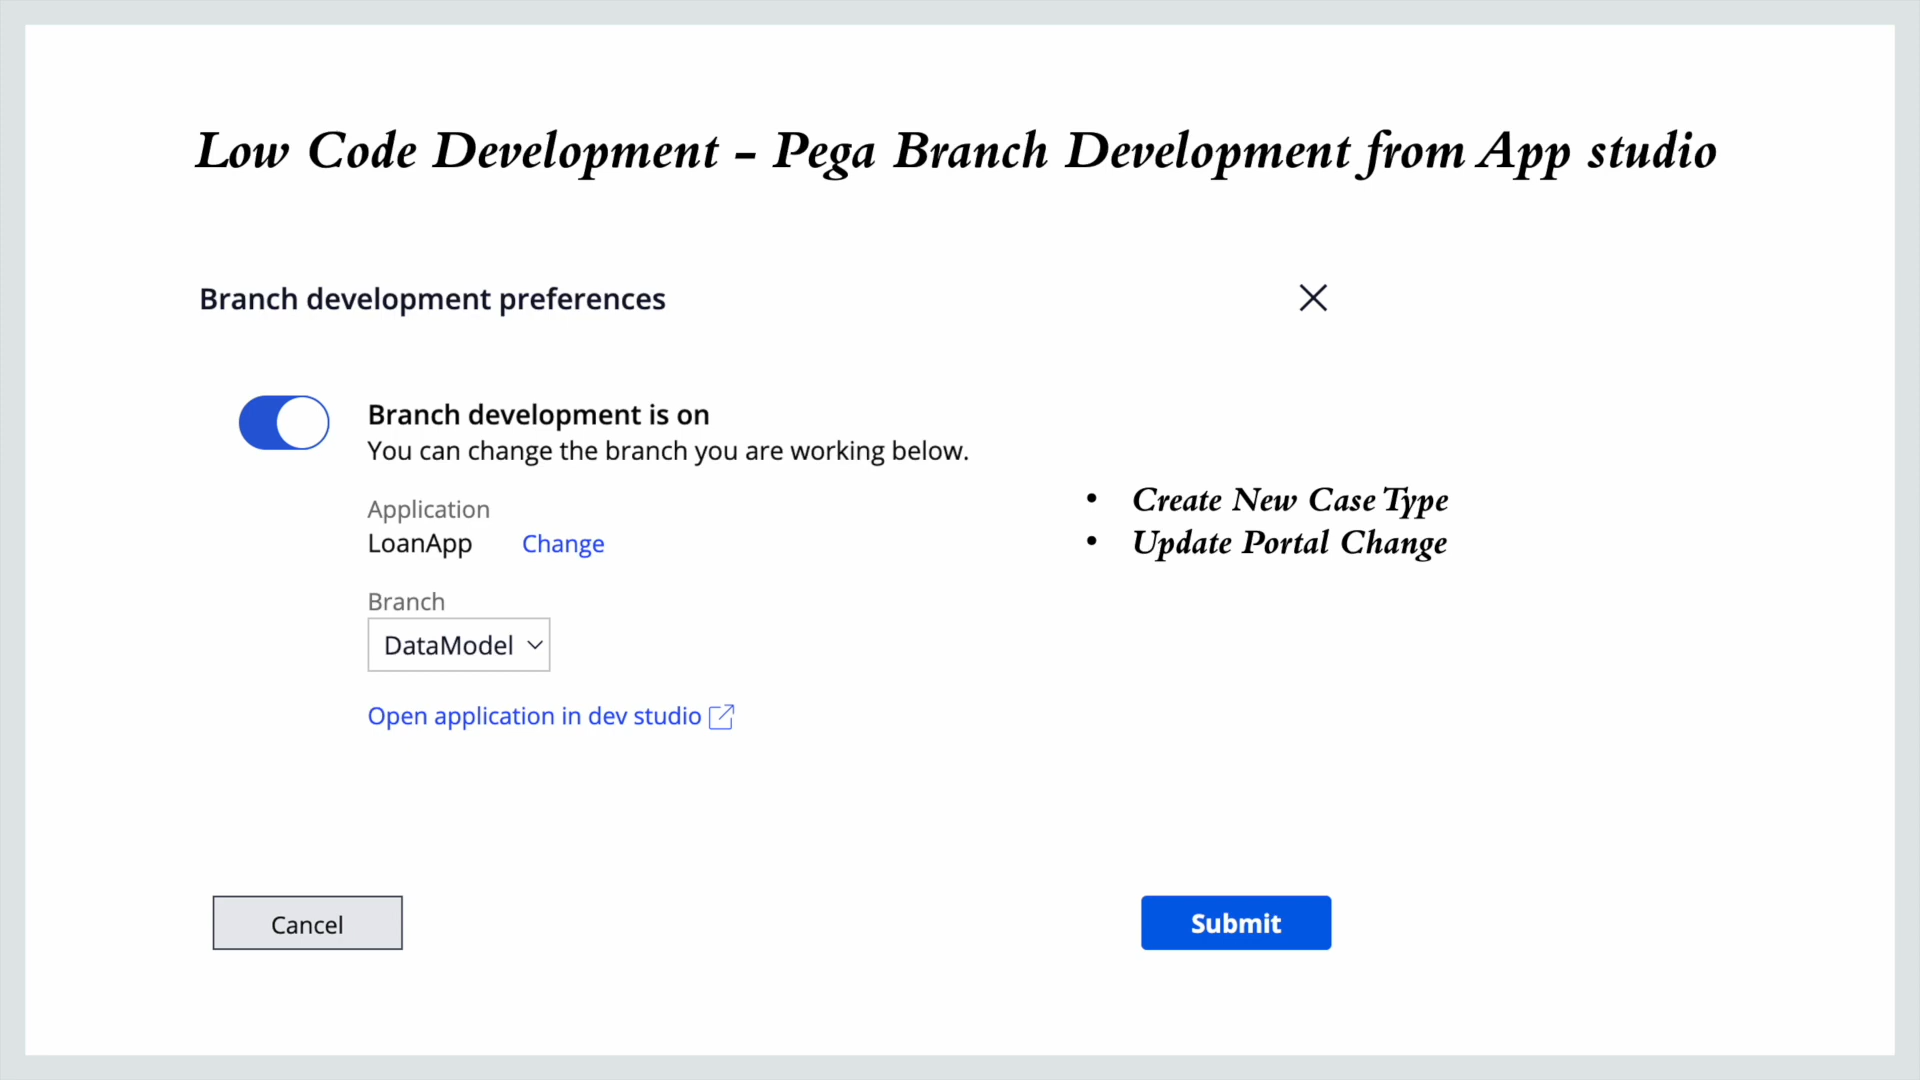 Low Code Development – Pega Branch Development from App studio
Branch development preferences
Branch development is on
You can change the branch you are working below.
Application
LoanApp Change
Branch
DataModel
Open application in dev studio
• Create New Case Type
• Update Portal Change
Cancel
Submit